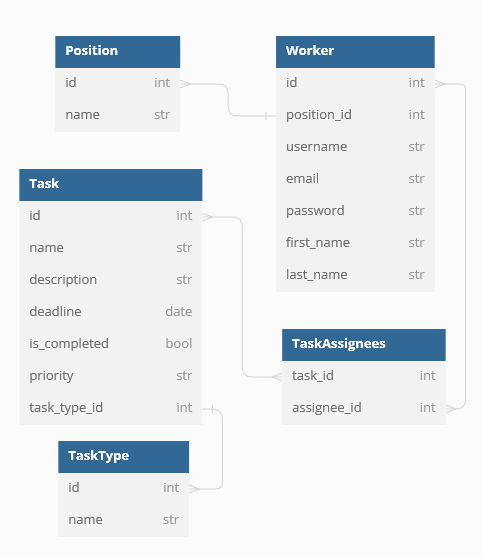 Position
id int
name str
Worker
id int
position_id int
username str
email str
password str
first_name str
last_name str
Task
id int
name str
description str
deadline date
is_completed bool
priority str
task_type_id int
TaskAssignees
task_id int
assignee_id int
TaskType
id int
name str